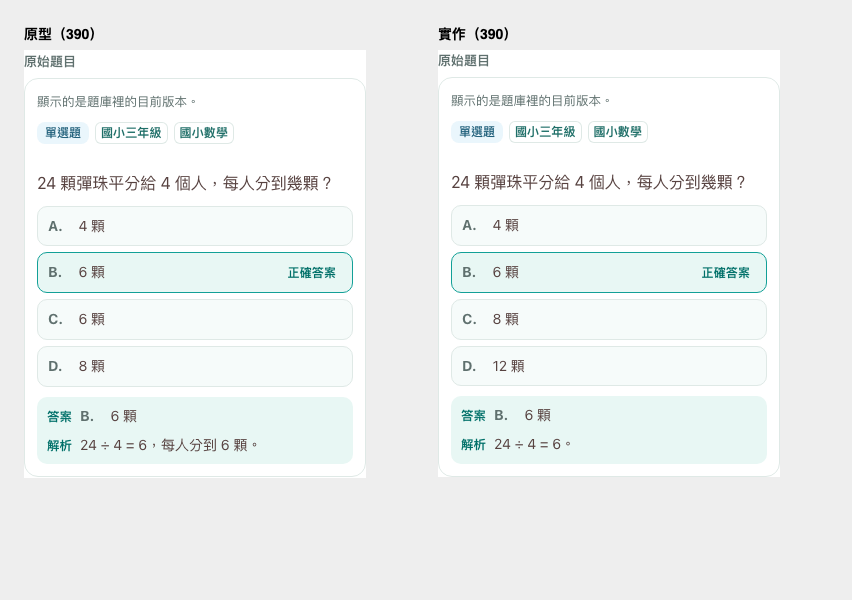 原型（390）
原始題目
顯示的是題庫裡的目前版本。
單選題 國小三年級 國小數學
24 顆彈珠平分給 4 個人，每人分到幾顆？
A. 4 顆
B. 6 顆 正確答案
C. 6 顆
D. 8 顆
答案 B. 6 顆
解析 24 ÷ 4 = 6，每人分到 6 顆。
實作（390）
原始題目
顯示的是題庫裡的目前版本。
單選題 國小三年級 國小數學
24 顆彈珠平分給 4 個人，每人分到幾顆？
A. 4 顆
B. 6 顆 正確答案
C. 8 顆
D. 12 顆
答案 B. 6 顆
解析 24 ÷ 4 = 6。